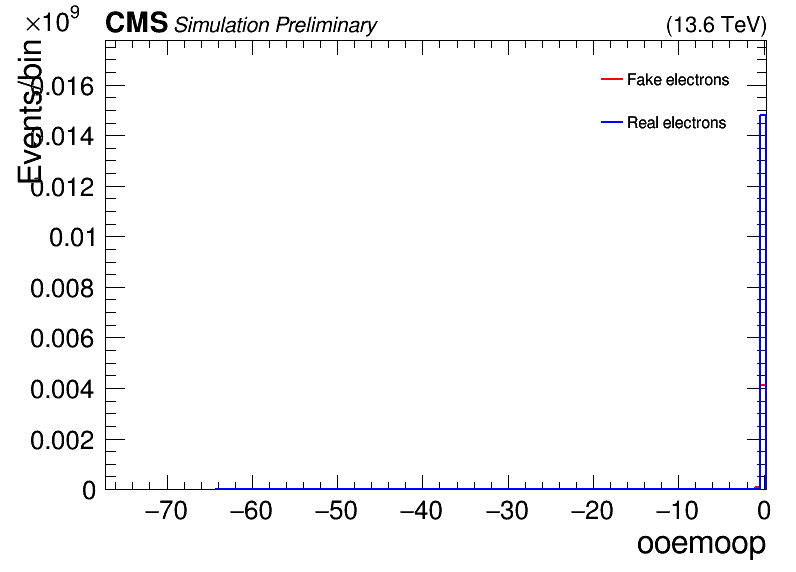 ×10⁹
CMS Simulation Preliminary (13.6 TeV)
Events/bin
0.016
0.014
0.012
0.01
0.008
0.006
0.004
0.002
0
Fake electrons
Real electrons
−70 −60 −50 −40 −30 −20 −10 0
ooemoop